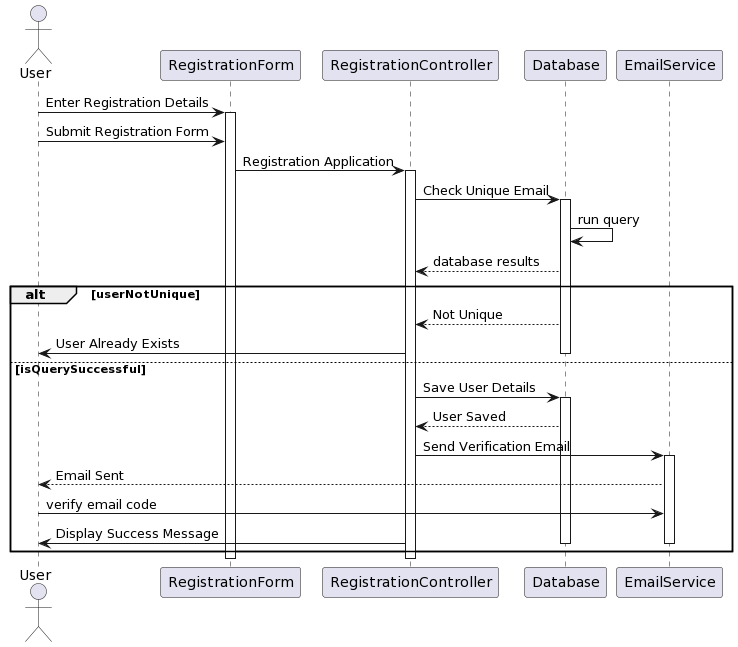 User
RegistrationForm
RegistrationController
Database
EmailService
Enter Registration Details
Submit Registration Form
Registration Application
Check Unique Email
run query
database results
alt [userNotUnique]
Not Unique
User Already Exists
[isQuerySuccessful]
Save User Details
User Saved
Send Verification Email
Email Sent
verify email code
Display Success Message
User
RegistrationForm
RegistrationController
Database
EmailService